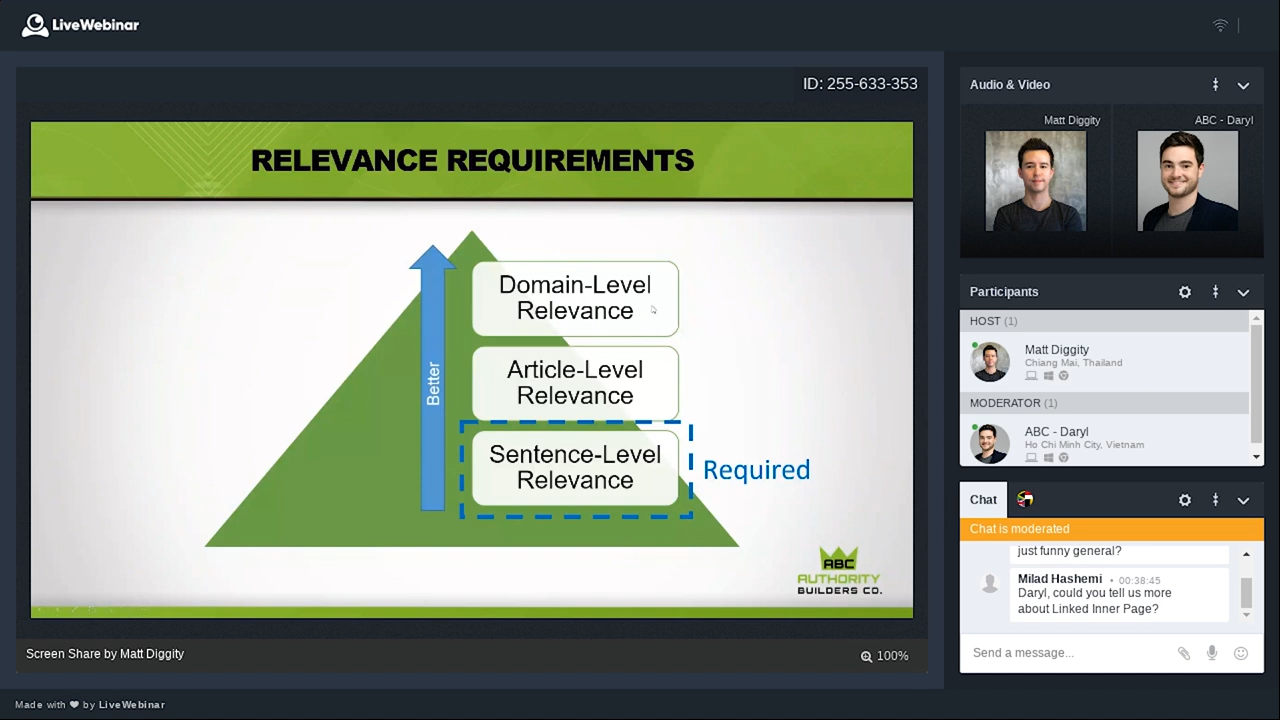 LiveWebinar
ID: 255-633-353
RELEVANCE REQUIREMENTS
Better
Domain-Level
Relevance
Article-Level
Relevance
Sentence-Level
Relevance
Required
ABC
AUTHORITY
BUILDERS CO.
Screen Share by Matt Diggity
100%
Audio & Video
Matt Diggity
ABC - Daryl
Participants
HOST (1)
Matt Diggity
Chiang Mai, Thailand
MODERATOR (1)
ABC - Daryl
Ho Chi Minh City, Vietnam
Chat
Chat is moderated
just funny general?
Milad Hashemi • 00:38:45
Daryl, could you tell us more
about Linked Inner Page?
Send a message...
Made with ❤ by LiveWebinar